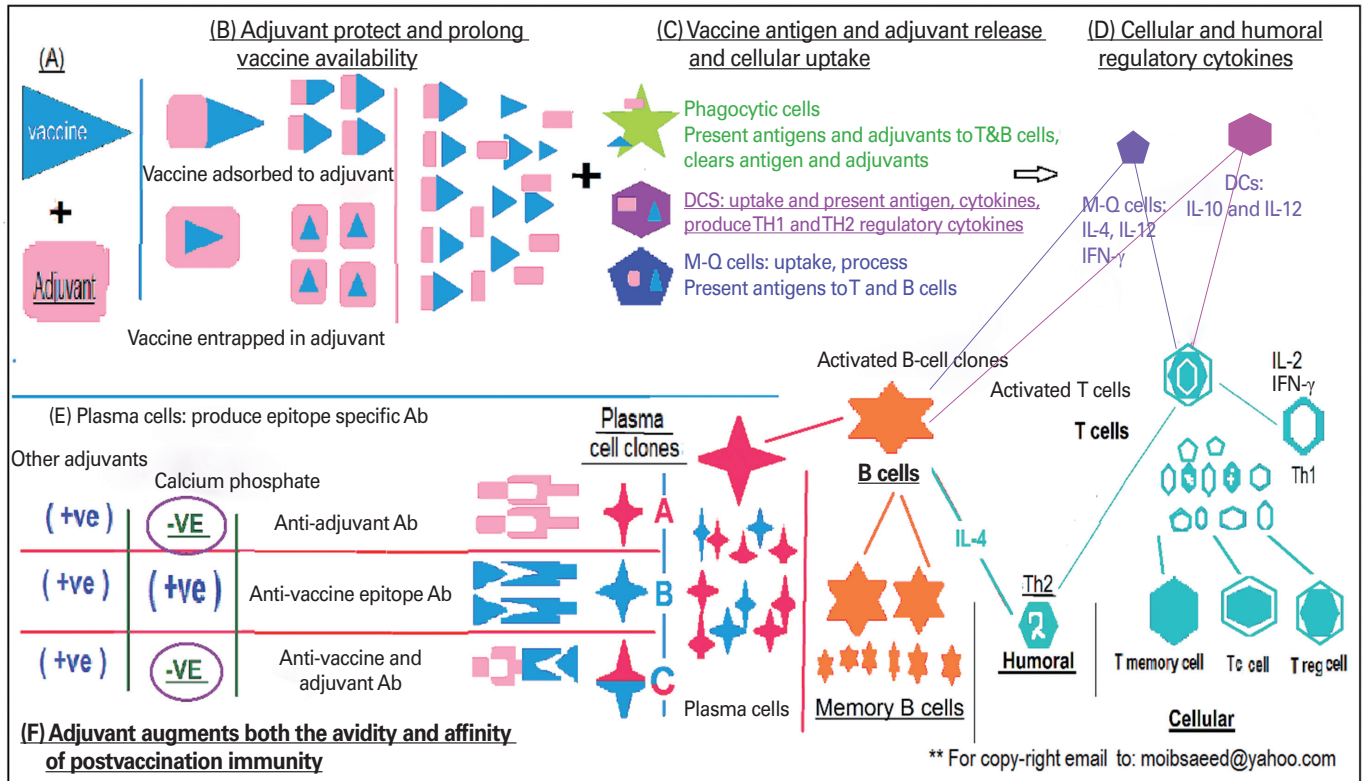 (A)
(B) Adjuvant protect and prolong
vaccine availability
(C) Vaccine antigen and adjuvant release
and cellular uptake
(D) Cellular and humoral
regulatory cytokines
vaccine
+
Adjuvant
Vaccine adsorbed to adjuvant
Vaccine entrapped in adjuvant
+
Phagocytic cells
Present antigens and adjuvants to T&B cells,
clears antigen and adjuvants
DCS: uptake and present antigen, cytokines,
produce TH1 and TH2 regulatory cytokines
M-Q cells: uptake, process
Present antigens to T and B cells
M-Q cells:
IL-4, IL-12
IFN-γ
DCs:
IL-10 and IL-12
Activated B-cell clones
B cells
Activated T cells
T cells
IL-2
IFN-γ
Th1
IL-4
Th2
Humoral
T memory cell
Tc cell
T reg cell
Cellular
Memory B cells
(E) Plasma cells: produce epitope specific Ab
Plasma
cell clones
Other adjuvants
Calcium phosphate
(+ve)
-VE
Anti-adjuvant Ab
A
(+ve)
(+ve)
Anti-vaccine epitope Ab
B
(+ve)
-VE
Anti-vaccine and
adjuvant Ab
C
Plasma cells
(F) Adjuvant augments both the avidity and affinity
of postvaccination immunity
** For copy-right email to: moibsaeed@yahoo.com